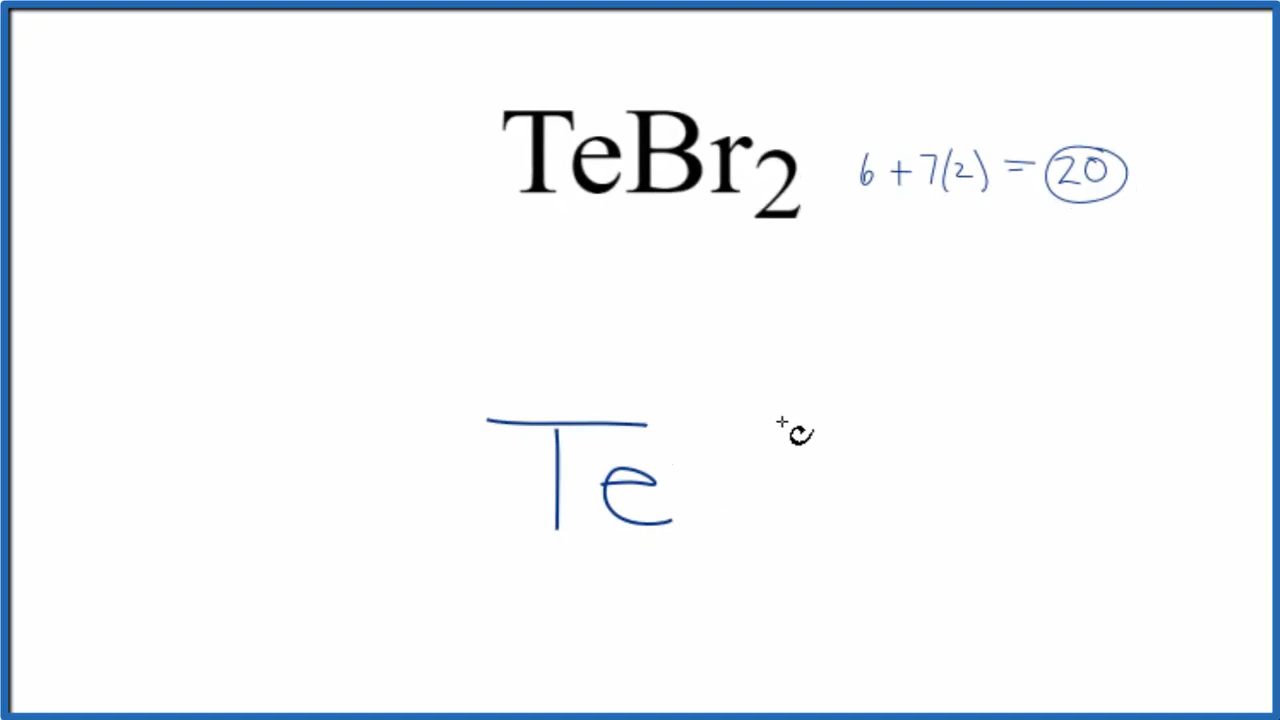 TeBr₂ 6 + 7(2) = 20
Te